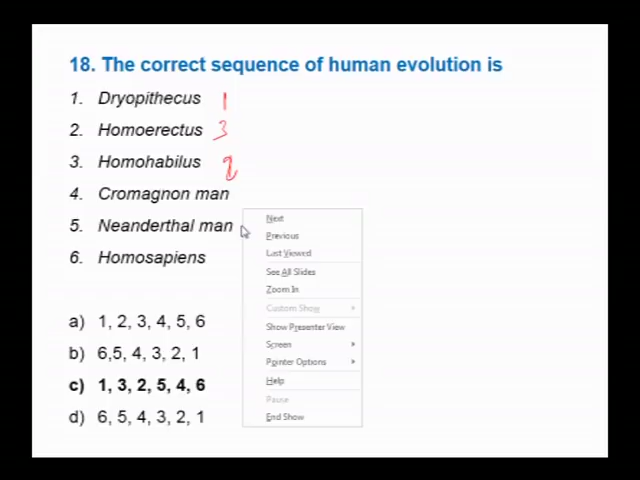 18. The correct sequence of human evolution is
1. Dryopithecus 1
2. Homoerectus 3
3. Homohabilus 2
4. Cromagnon man
5. Neanderthal man
6. Homosapiens
a) 1, 2, 3, 4, 5, 6
b) 6,5, 4, 3, 2, 1
c) 1, 3, 2, 5, 4, 6
d) 6, 5, 4, 3, 2, 1
Next
Previous
Last Viewed
See All Slides
Zoom In
Custom Show
Show Presenter View
Screen
Pointer Options
Help
Pause
End Show